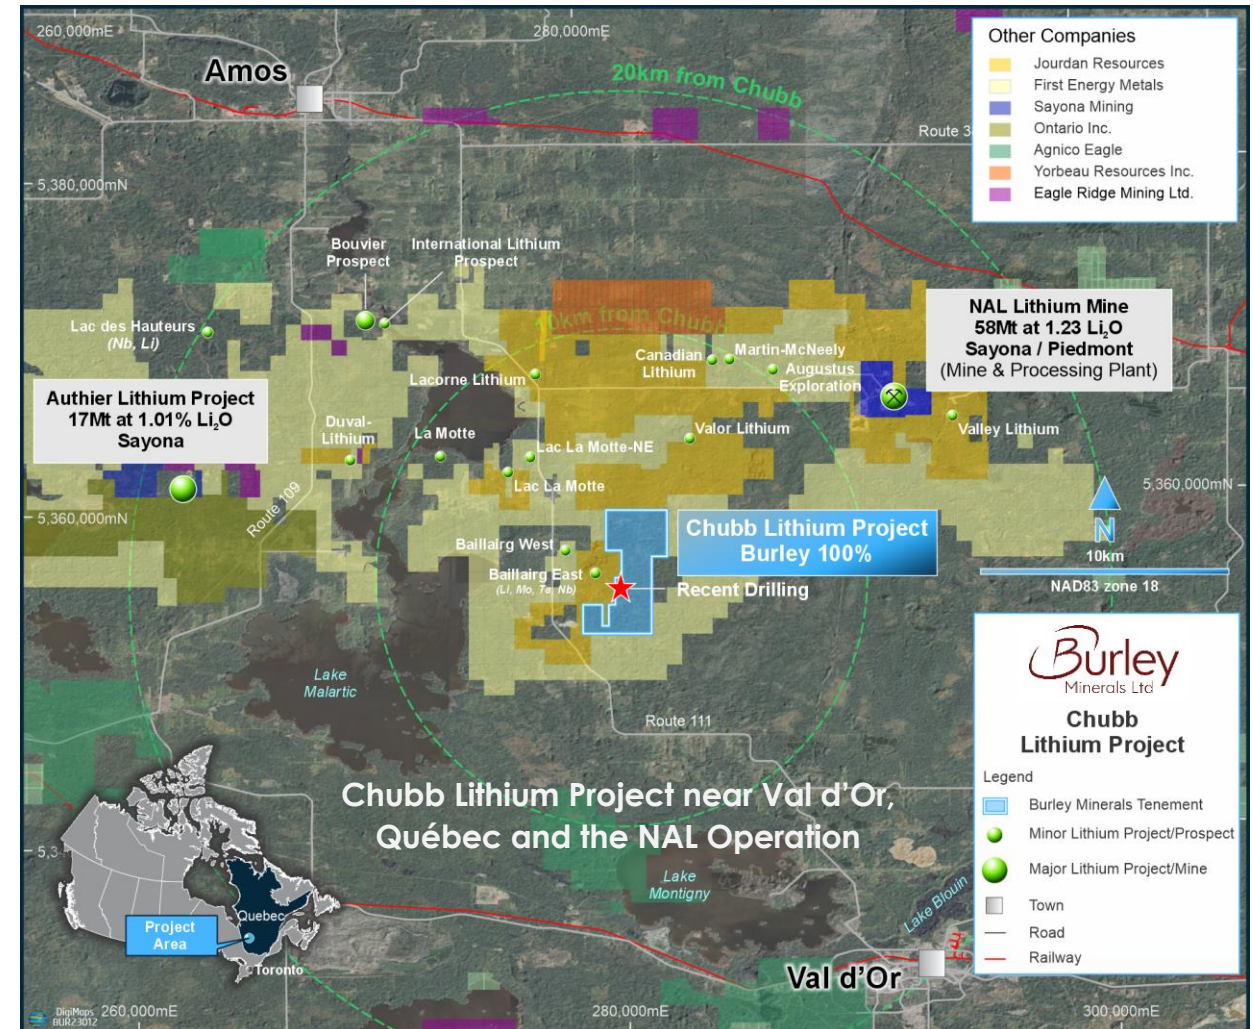 260,000mE
280,000mE
Amos
20km from Chubb
Route 3
5,380,000mN
Other Companies
Jourdan Resources
First Energy Metals
Sayona Mining
Ontario Inc.
Agnico Eagle
Yorbeau Resources Inc.
Eagle Ridge Mining Ltd.
Bouvier
Prospect
International Lithium
Prospect
Lac des Hauteurs
(Nb, Li)
10km from Chubb
Canadian
Lithium
Martin-McNeely
Augustus
Exploration
NAL Lithium Mine
58Mt at 1.23 Li₂O
Sayona / Piedmont
(Mine & Processing Plant)
Lacorne Lithium
Authier Lithium Project
17Mt at 1.01% Li₂O
Sayona
Duval-
Lithium
La Motte
Lac La Motte-NE
Lac La Motte
Valor Lithium
Valley Lithium
5,360,000mN
5,360,000mN
Route 109
Baillairg West
Baillairg East
(Li, Mo, Ta, Nb)
Chubb Lithium Project
Burley 100%
Recent Drilling
N
10km
NAD83 zone 18
Lake
Malartic
Route 111
Chubb Lithium Project near Val d’Or,
Québec and the NAL Operation
5,3
Lake
Montigny
Lake Blouin
Val d’Or
Quebec
Project
Area
Toronto
Burley
Minerals Ltd
Chubb
Lithium Project
Legend
Burley Minerals Tenement
Minor Lithium Project/Prospect
Major Lithium Project/Mine
Town
Road
Railway
DigiMaps
BUR23012
260,000mE
280,000mE
300,000mE